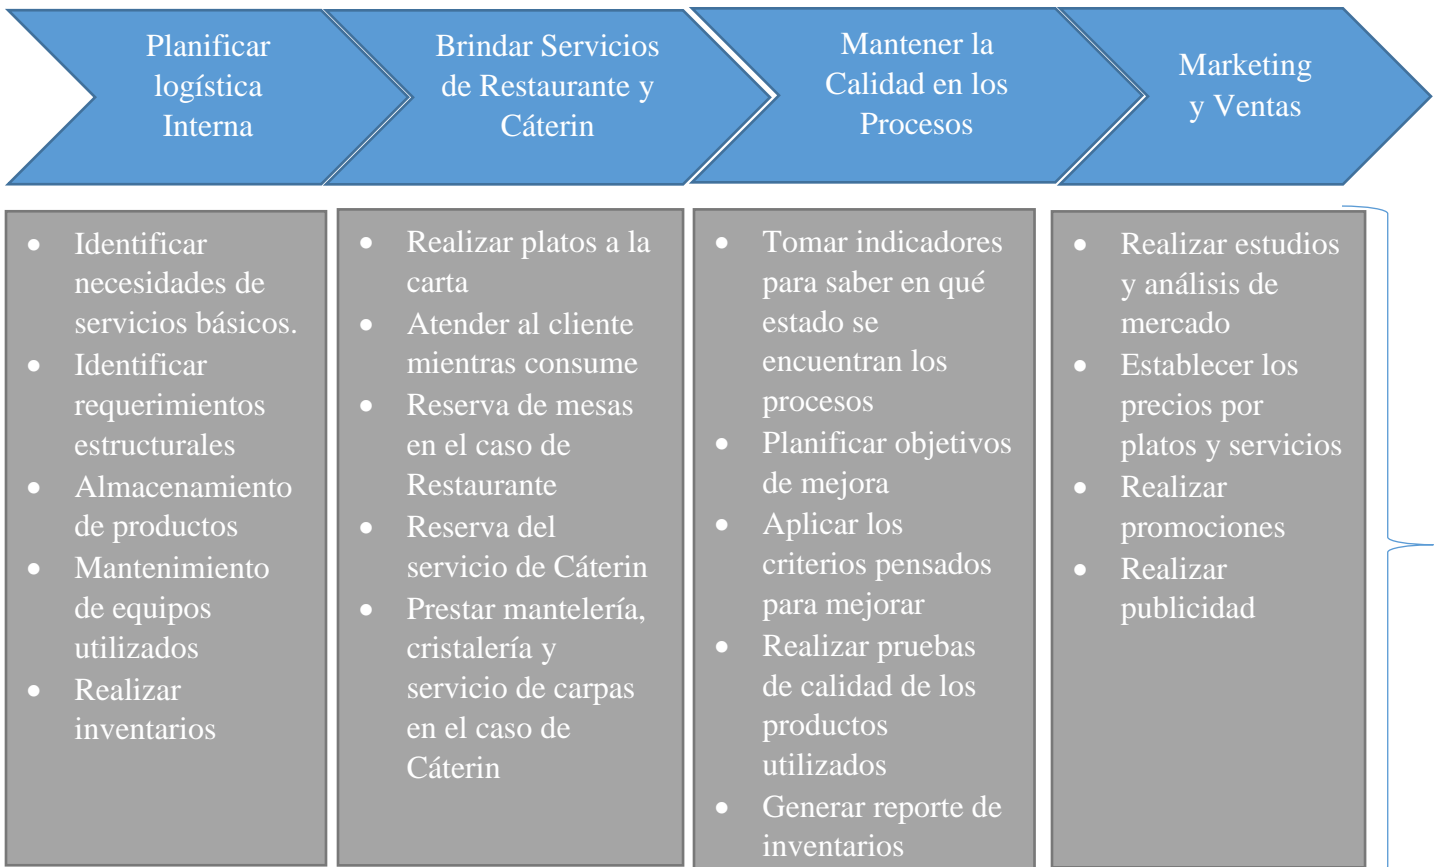 Planificar
logística
Interna
Brindar Servicios
de Restaurante y
Cáterin
Mantener la
Calidad en los
Procesos
Marketing
y Ventas
• Identificar
necesidades de
servicios básicos.
• Identificar
requerimientos
estructurales
• Almacenamiento
de productos
• Mantenimiento
de equipos
utilizados
• Realizar
inventarios
• Realizar platos a la
carta
• Atender al cliente
mientras consume
• Reserva de mesas
en el caso de
Restaurante
• Reserva del
servicio de Cáterin
• Prestar mantelería,
cristalería y
servicio de carpas
en el caso de
Cáterin
• Tomar indicadores
para saber en qué
estado se
encuentran los
procesos
• Planificar objetivos
de mejora
• Aplicar los
criterios pensados
para mejorar
• Realizar pruebas
de calidad de los
productos
utilizados
• Generar reporte de
inventarios
• Realizar estudios
y análisis de
mercado
• Establecer los
precios por
platos y servicios
• Realizar
promociones
• Realizar
publicidad